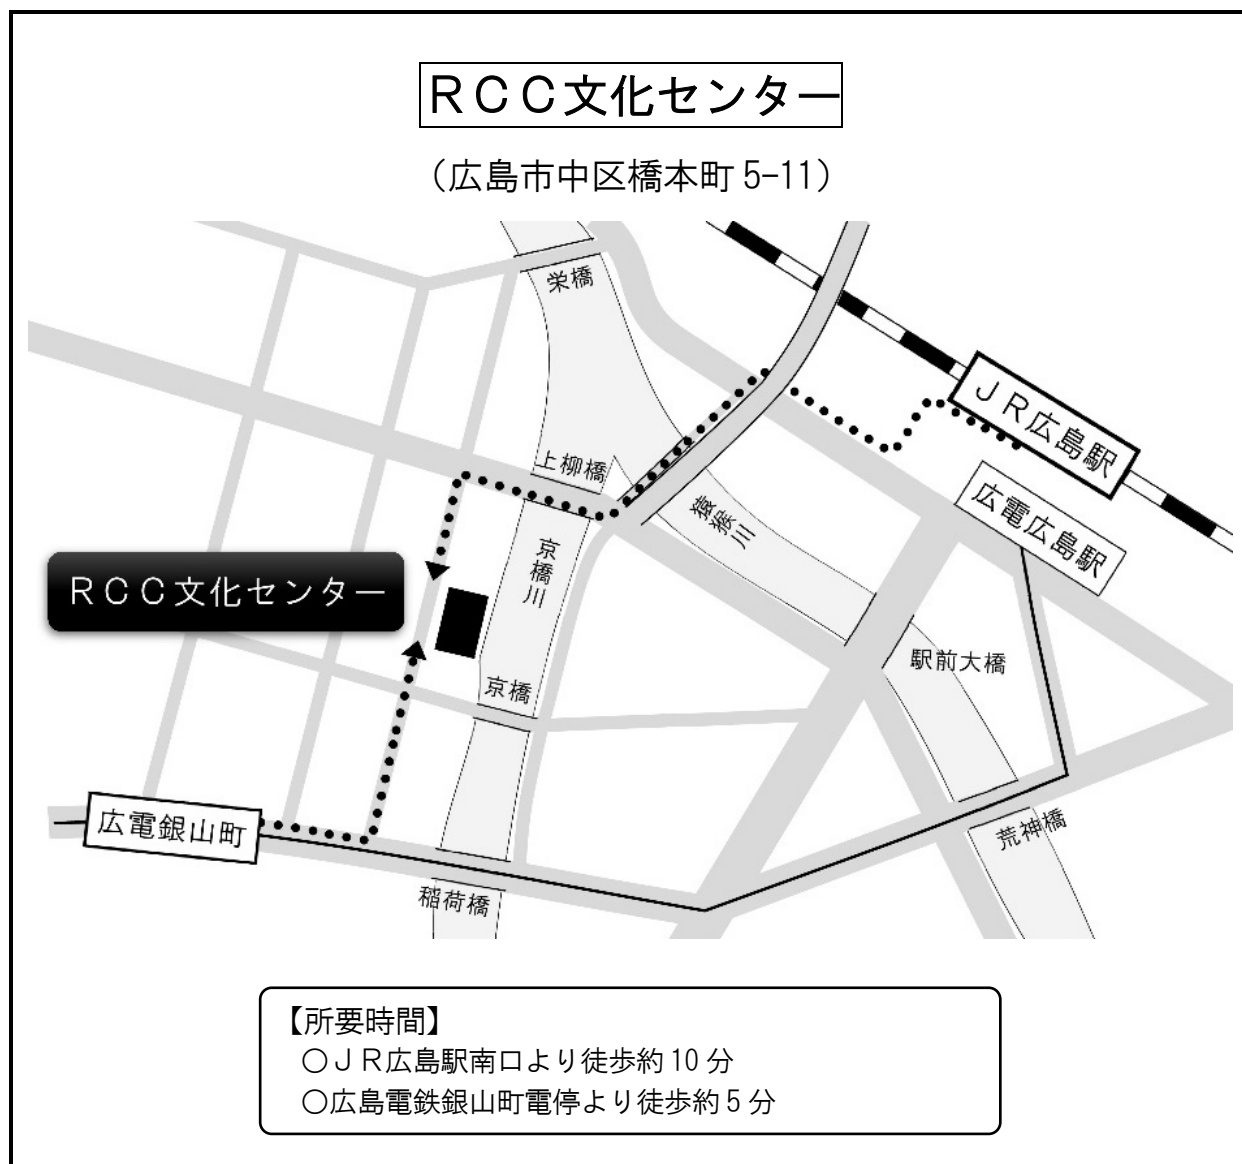 ＲＣＣ文化センター
（広島市中区橋本町 5-11）
栄橋
ＪＲ広島駅
上柳橋
猿猴川
広電広島駅
京橋川
ＲＣＣ文化センター
駅前大橋
京橋
広電銀山町
荒神橋
稲荷橋
【所要時間】
○ＪＲ広島駅南口より徒歩約 10 分
○広島電鉄銀山町電停より徒歩約 5 分